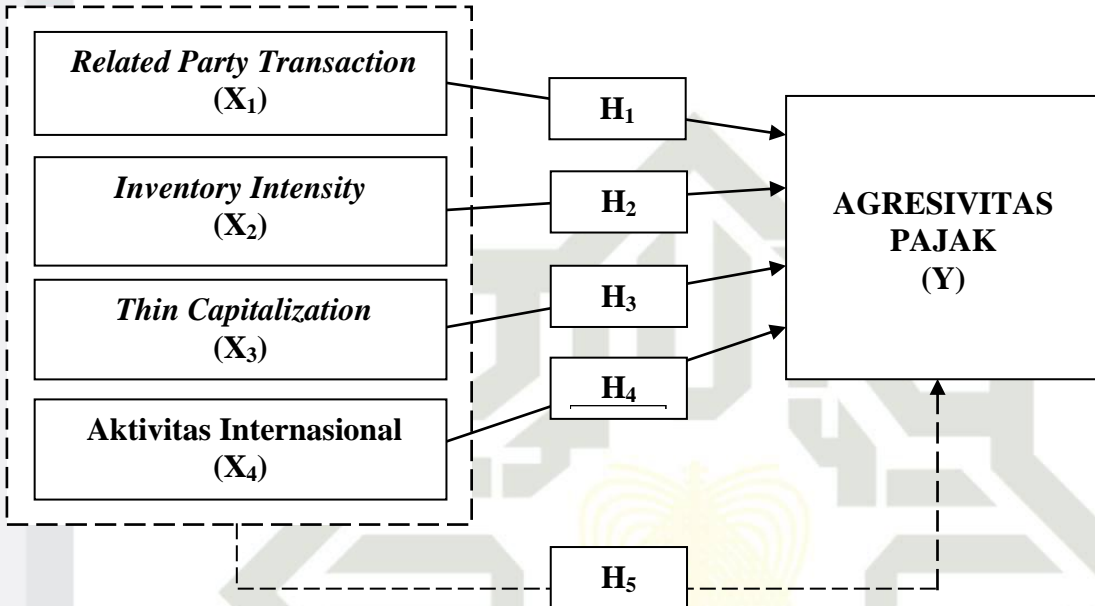 Related Party Transaction
(X₁)
Inventory Intensity
(X₂)
Thin Capitalization
(X₃)
Aktivitas Internasional
(X₄)
H₁
H₂
H₃
H₄
H₅
AGRESIVITAS
PAJAK
(Y)